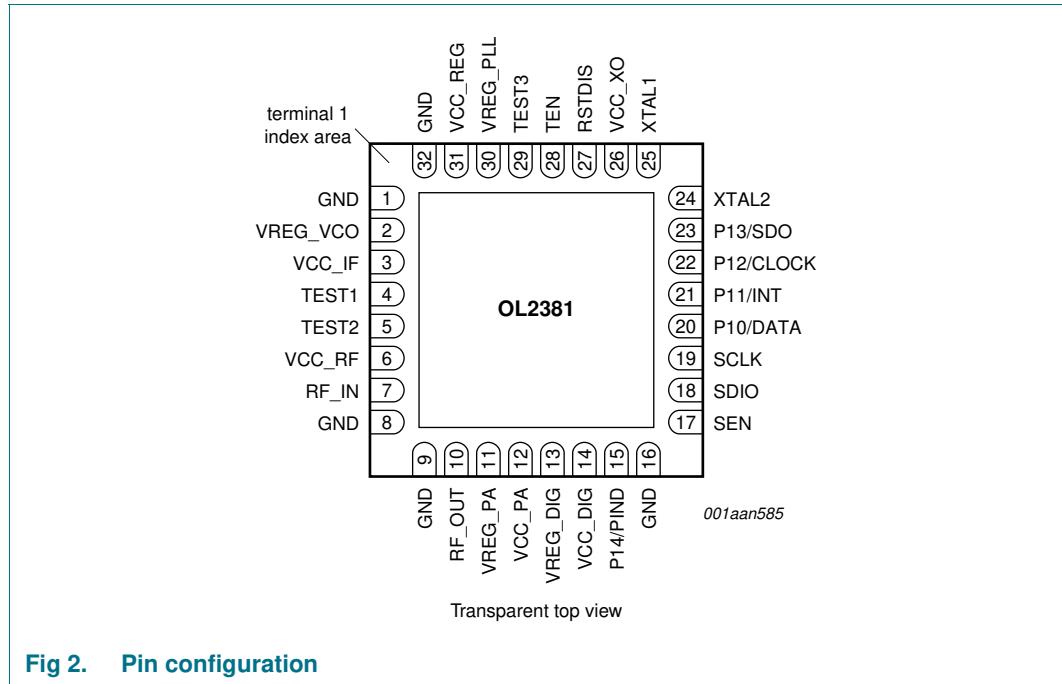 GND
VCC_REG
VREG_PLL
TEST3
TEN
RSTDIS
VCC_XO
XTAL1
terminal 1
index area
32
31
30
29
28
27
26
25
GND 1
VREG_VCO 2
VCC_IF 3
TEST1 4
TEST2 5
VCC_RF 6
RF_IN 7
GND 8
OL2381
24 XTAL2
23 P13/SDO
22 P12/CLOCK
21 P11/INT
20 P10/DATA
19 SCLK
18 SDIO
17 SEN
9
10
11
12
13
14
15
16
GND
RF_OUT
VREG_PA
VCC_PA
VREG_DIG
VCC_DIG
P14/PIND
GND
001aan585
Transparent top view
Fig 2. Pin configuration